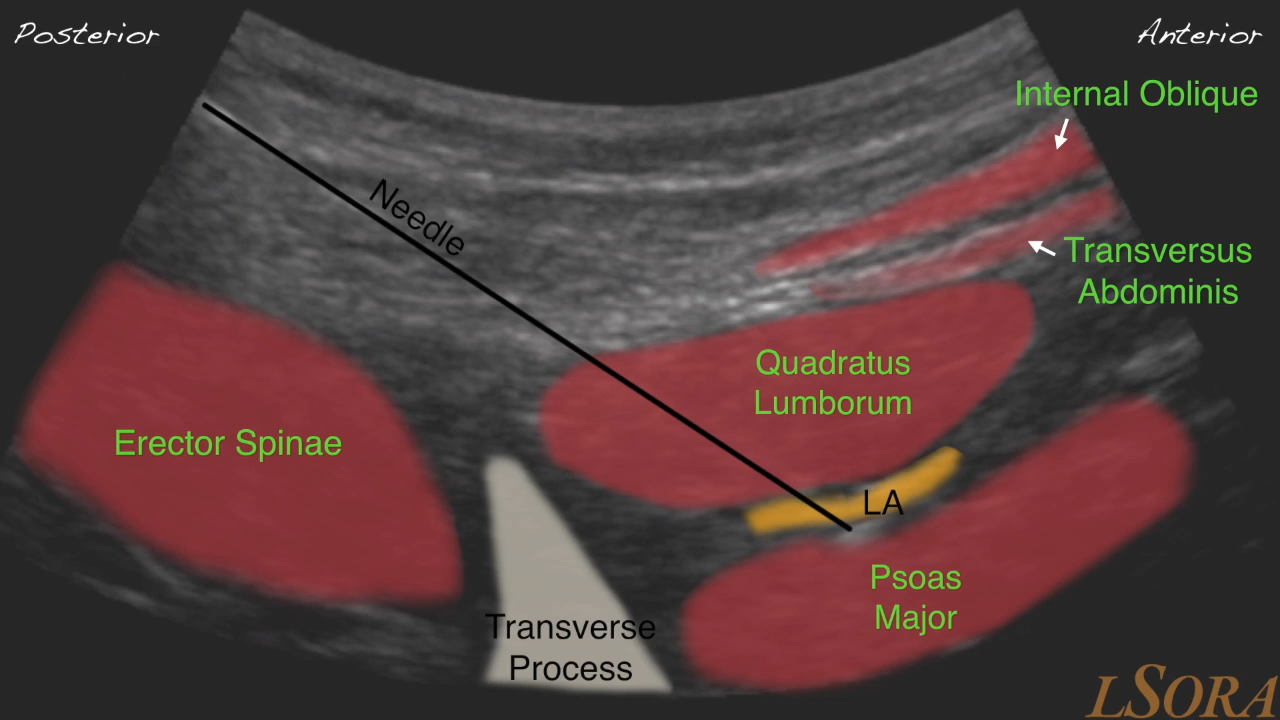 Posterior
Anterior
Internal Oblique
Needle
Transversus
Abdominis
Quadratus
Lumborum
Erector Spinae
LA
Psoas
Major
Transverse
Process
LSORA